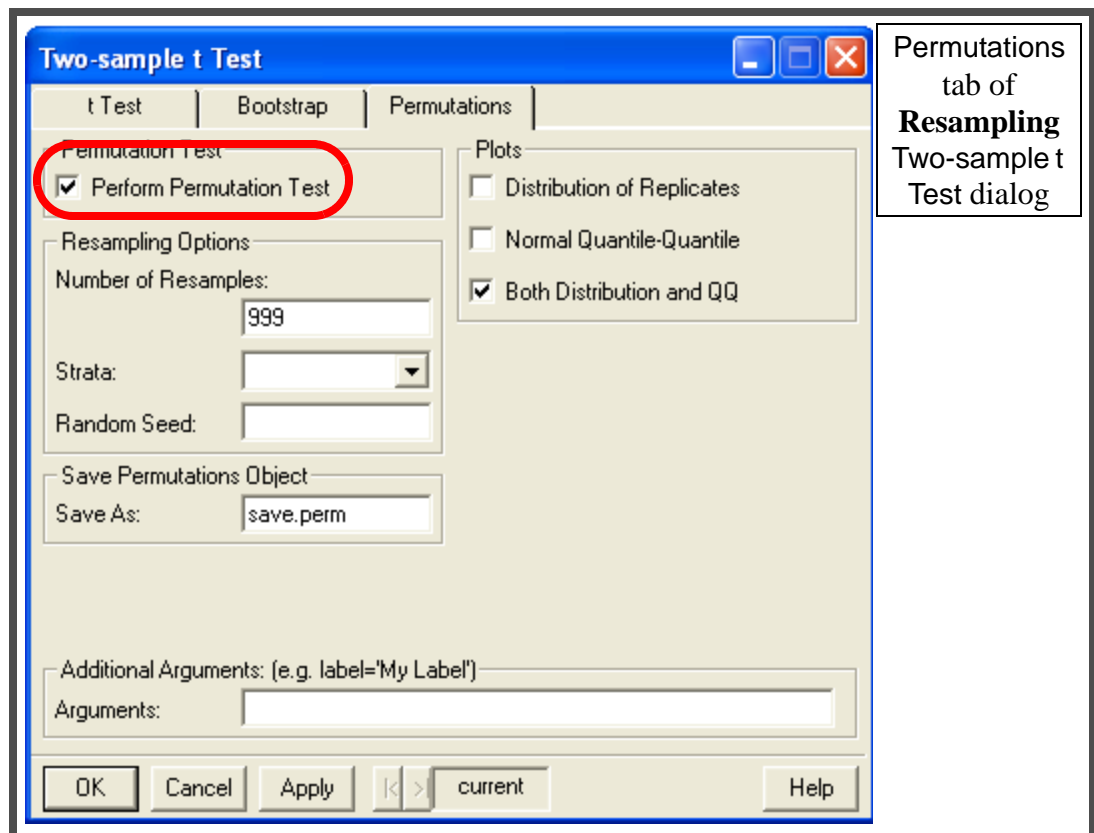 Two-sample t Test
t Test
Bootstrap
Permutations
Permutation Test
Perform Permutation Test
Resampling Options
Number of Resamples:
999
Strata:
Random Seed:
Save Permutations Object
Save As:
save.perm
Plots
Distribution of Replicates
Normal Quantile-Quantile
Both Distribution and QQ
Additional Arguments: (e.g. label='My Label')
Arguments:
OK
Cancel
Apply
current
Help
Permutations
tab of
Resampling
Two-sample t
Test dialog